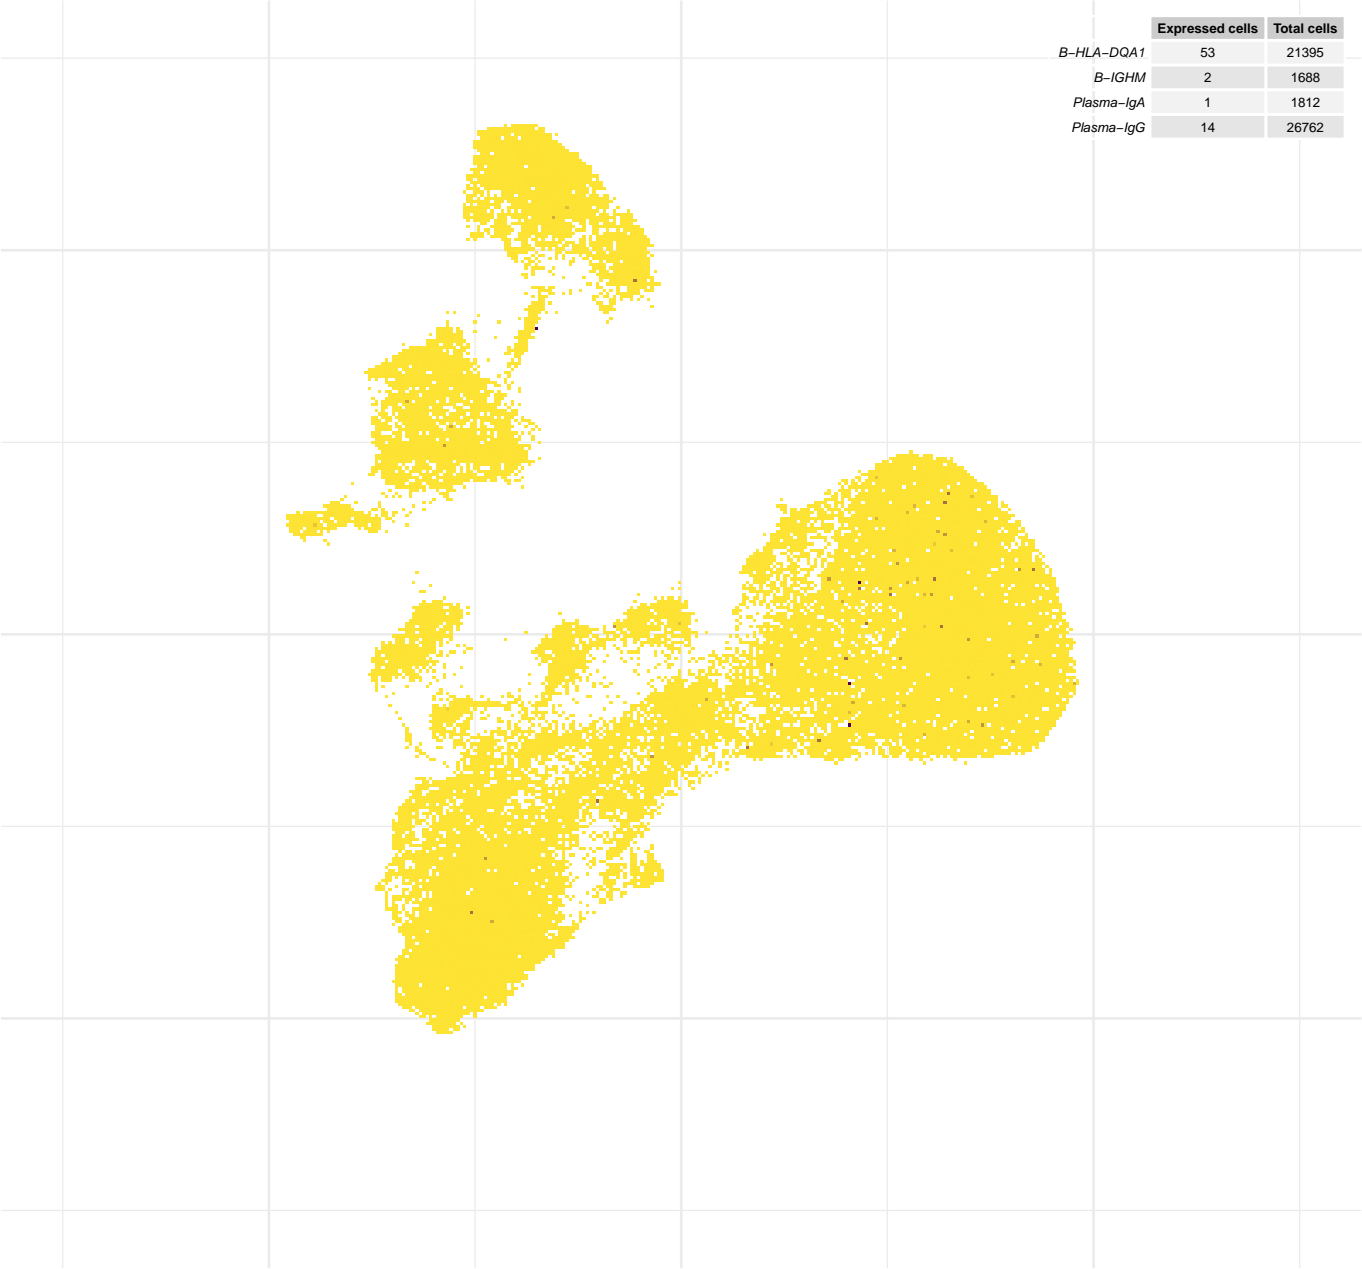 Expressed cells Total cells
B−HLA−DQA1 53 21395
B−IGHM 2 1688
Plasma−IgA 1 1812
Plasma−IgG 14 26762